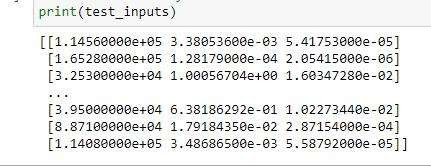 print(test_inputs)
[[1.14560000e+05 3.38053600e-03 5.41753000e-05]
[1.65280000e+05 1.28179000e-04 2.05415000e-06]
[3.25300000e+04 1.00056704e+00 1.60347280e-02]
...
[3.95000000e+04 6.38186292e-01 1.02273440e-02]
[8.87100000e+04 1.79184350e-02 2.87154000e-04]
[1.14080000e+05 3.48686500e-03 5.58792000e-05]]